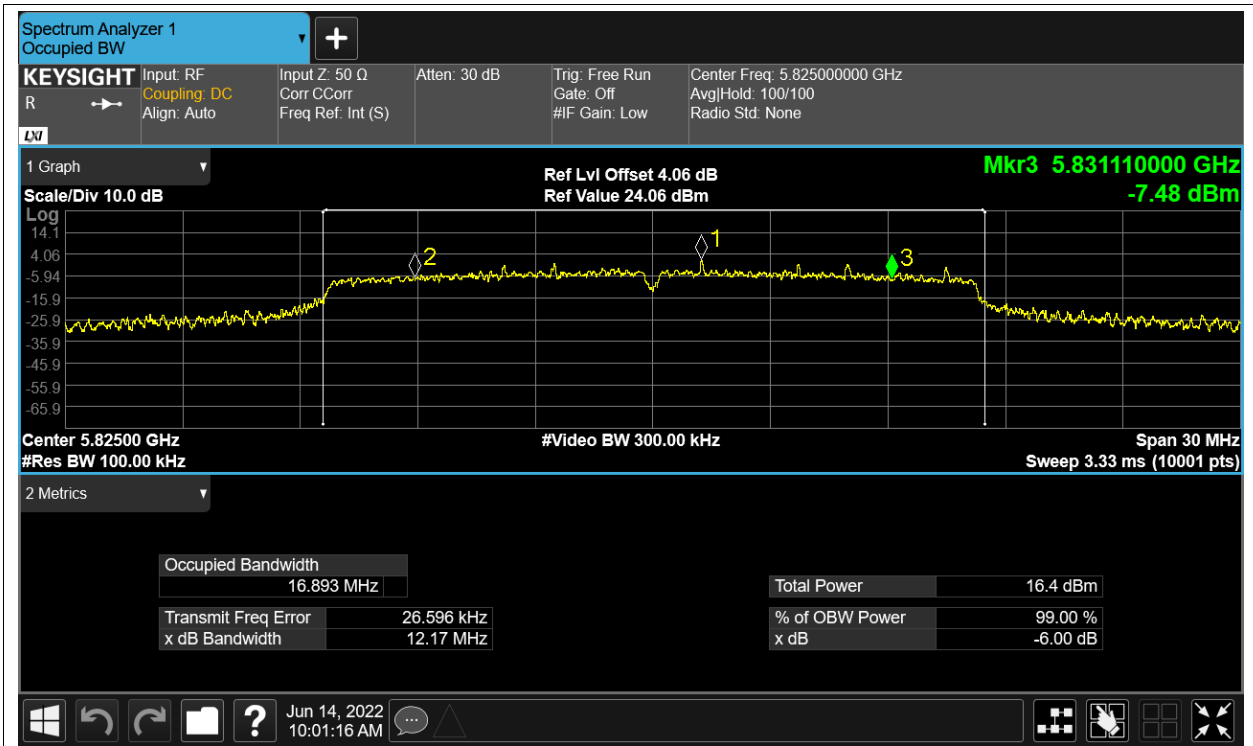 Spectrum Analyzer 1
Occupied BW
KEYSIGHT
R
LXI
Input: RF
Coupling: DC
Align: Auto
Input Z: 50 Ω
Corr CCorr
Freq Ref: Int (S)
Atten: 30 dB
Trig: Free Run
Gate: Off
#IF Gain: Low
Center Freq: 5.825000000 GHz
Avg|Hold: 100/100
Radio Std: None
1 Graph
Scale/Div 10.0 dB
Ref Lvl Offset 4.06 dB
Ref Value 24.06 dBm
Mkr3 5.831110000 GHz
-7.48 dBm
Log
14.1
4.06
-5.94
-15.9
-25.9
-35.9
-45.9
-55.9
-65.9
2
1
3
Center 5.82500 GHz
#Res BW 100.00 kHz
#Video BW 300.00 kHz
Span 30 MHz
Sweep 3.33 ms (10001 pts)
2 Metrics
Occupied Bandwidth
16.893 MHz
Transmit Freq Error 26.596 kHz
x dB Bandwidth 12.17 MHz
Total Power 16.4 dBm
% of OBW Power 99.00 %
x dB -6.00 dB
?
Jun 14, 2022
10:01:16 AM